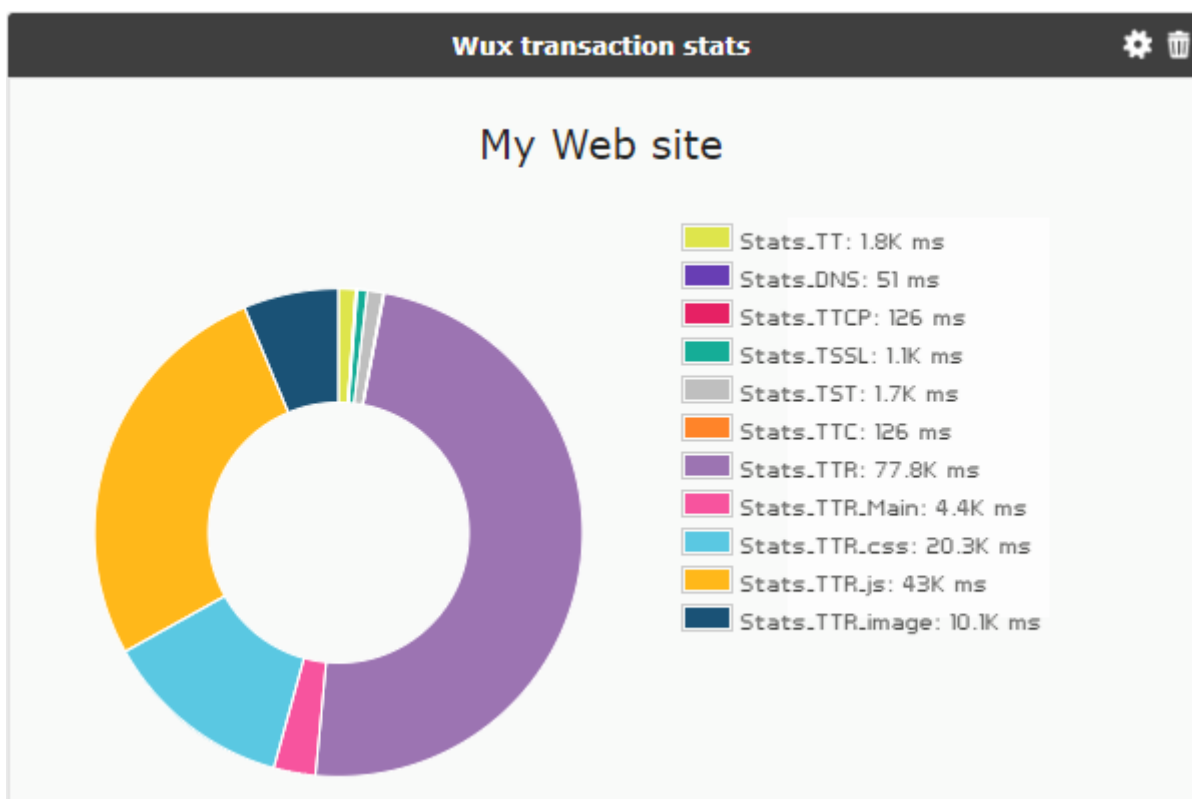 Wux transaction stats
My Web site
Stats_TT: 1.8K ms
Stats_DNS: 51 ms
Stats_TTCP: 126 ms
Stats_TSSL: 1.1K ms
Stats_TST: 1.7K ms
Stats_TTC: 126 ms
Stats_TTR: 77.8K ms
Stats_TTR_Main: 4.4K ms
Stats_TTR_css: 20.3K ms
Stats_TTR_js: 43K ms
Stats_TTR_image: 10.1K ms